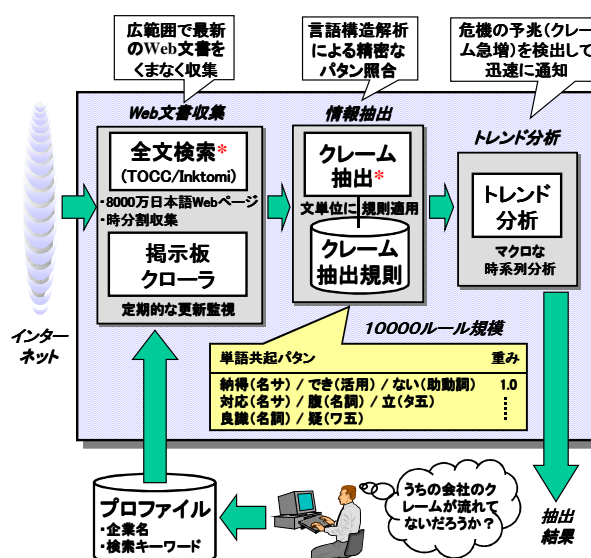 広範囲で最新
のWeb文書を
くまなく収集
言語構造解析
による精密な
パタン照合
危機の予兆(クレー
ム急増)を検出して
迅速に通知
Web文書収集
情報抽出
トレンド分析
全文検索*
(TOCC/Inktomi)
・8000万日本語Webページ
・時分割収集
掲示板
クローラ
定期的な更新監視
クレーム
抽出*
文単位に規則適用
クレーム
抽出規則
トレンド
分析
マクロな
時系列分析
インター
ネット
10000ルール規模
単語共起パタン 重み
納得(名サ) / でき(活用) / ない(助動詞) 1.0
対応(名サ) / 腹(名詞) / 立(タ五)
良識(名詞) / 疑(ワ五)
プロファイル
・企業名
・検索キーワード
うちの会社のク
レームが流れて
ないだろうか?
抽出
結果